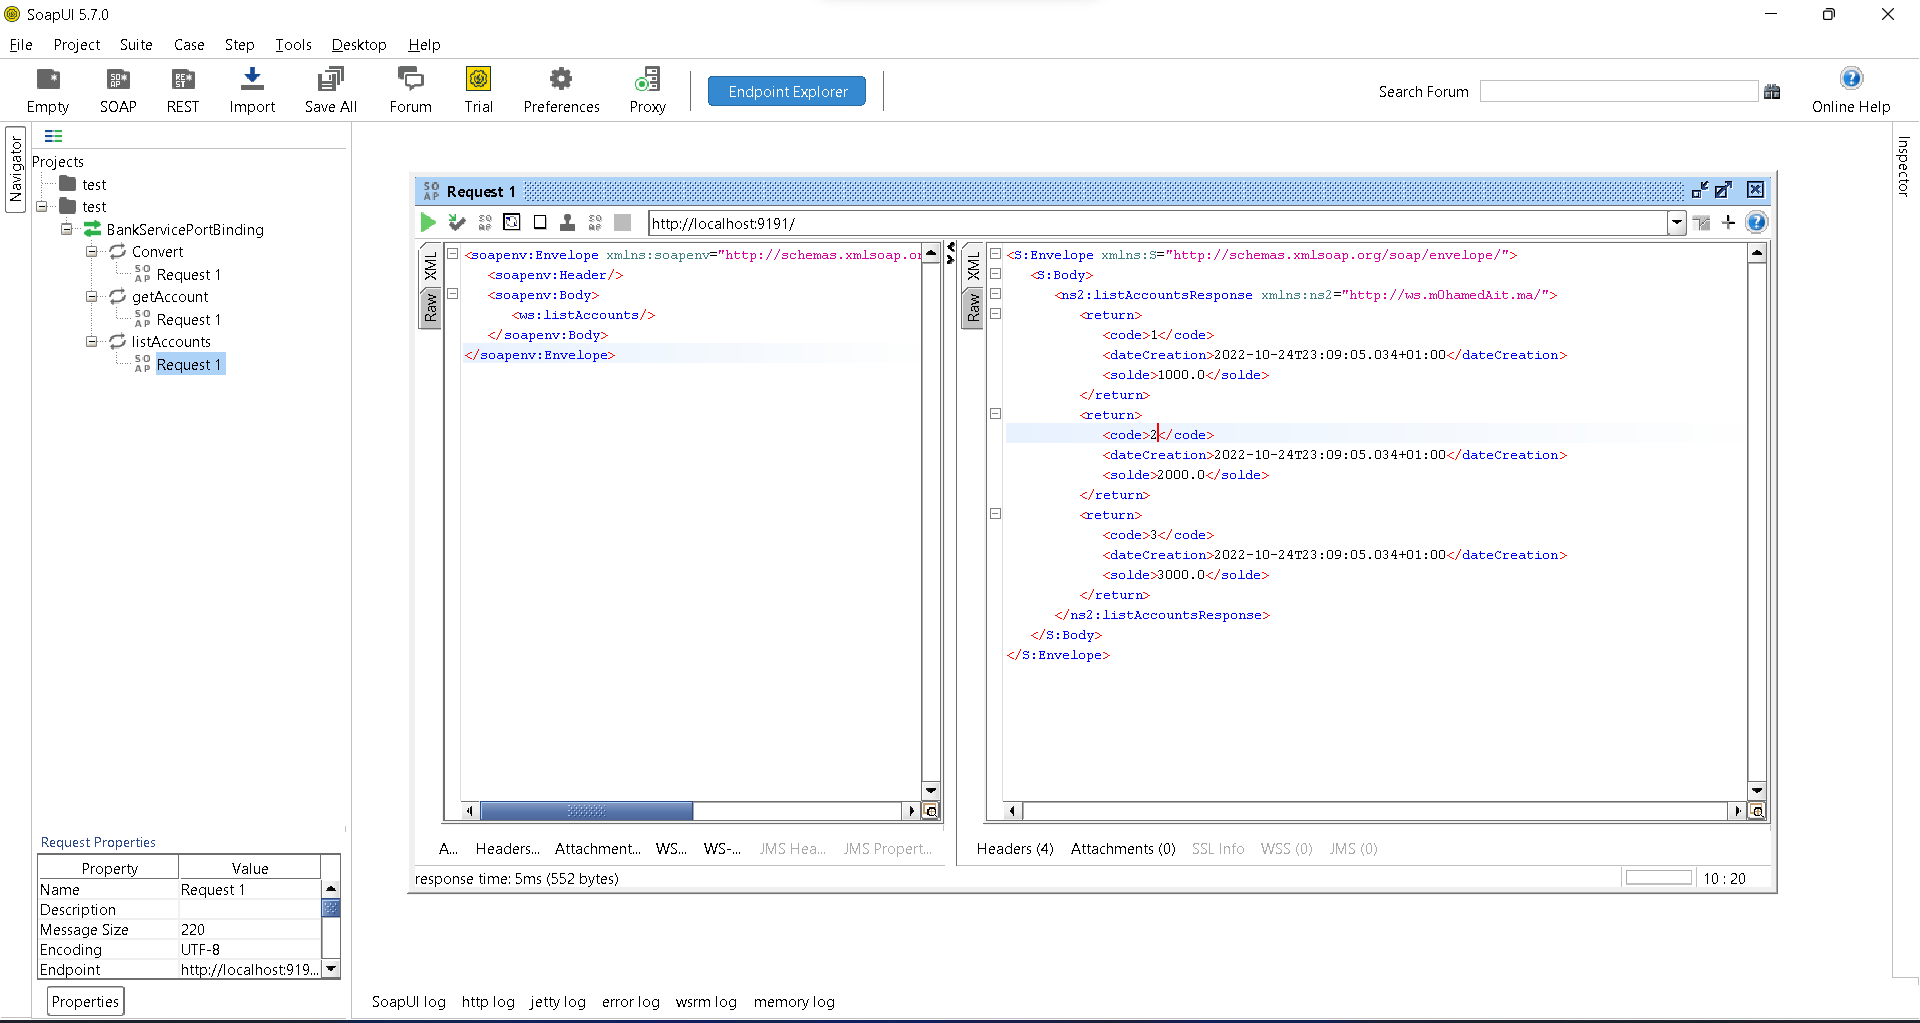 SoapUI 5.7.0
File Project Suite Case Step Tools Desktop Help
Empty SOAP REST Import Save All Forum Trial Preferences Proxy Endpoint Explorer Search Forum Online Help
Navigator
Inspector
Projects
test
test
BankServicePortBinding
Convert
Request 1
getAccount
Request 1
listAccounts
Request 1
Request 1
http://localhost:9191/
XML
Raw
<soapenv:Envelope xmlns:soapenv="http://schemas.xmlsoap.or
<soapenv:Header/>
<soapenv:Body>
<ws:listAccounts/>
</soapenv:Body>
</soapenv:Envelope>
A... Headers... Attachment... WS... WS-... JMS Hea... JMS Propert...
XML
Raw
<S:Envelope xmlns:S="http://schemas.xmlsoap.org/soap/envelope/">
<S:Body>
<ns2:listAccountsResponse xmlns:ns2="http://ws.m0hamedAit.ma/">
<return>
<code>1</code>
<dateCreation>2022-10-24T23:09:05.034+01:00</dateCreation>
<solde>1000.0</solde>
</return>
<return>
<code>2</code>
<dateCreation>2022-10-24T23:09:05.034+01:00</dateCreation>
<solde>2000.0</solde>
</return>
<return>
<code>3</code>
<dateCreation>2022-10-24T23:09:05.034+01:00</dateCreation>
<solde>3000.0</solde>
</return>
</ns2:listAccountsResponse>
</S:Body>
</S:Envelope>
Headers (4) Attachments (0) SSL Info WSS (0) JMS (0)
response time: 5ms (552 bytes)
10 : 20
Request Properties
Property Value
Name Request 1
Description
Message Size 220
Encoding UTF-8
Endpoint http://localhost:919...
Properties
SoapUI log http log jetty log error log wsrm log memory log